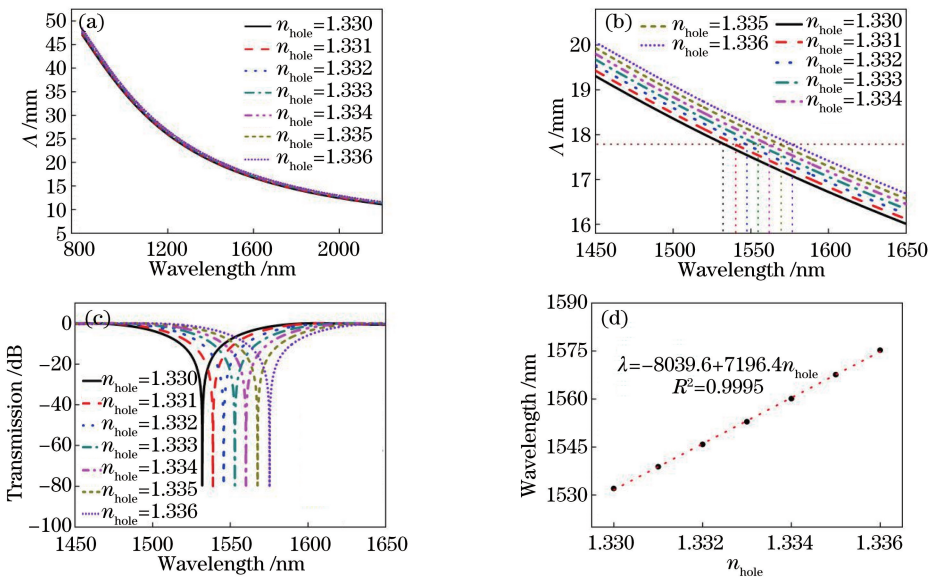 (a)
50
45
40
35
30
25
20
15
10
5
Λ /mm
800
1200
1600
2000
Wavelength /nm
n_hole=1.330
n_hole=1.331
n_hole=1.332
n_hole=1.333
n_hole=1.334
n_hole=1.335
n_hole=1.336
(b)
20
19
18
17
16
Λ /mm
1450
1500
1550
1600
1650
Wavelength /nm
n_hole=1.335
n_hole=1.336
n_hole=1.330
n_hole=1.331
n_hole=1.332
n_hole=1.333
n_hole=1.334
(c)
0
−20
−40
−60
−80
−100
Transmission /dB
1450
1500
1550
1600
1650
Wavelength /nm
n_hole=1.330
n_hole=1.331
n_hole=1.332
n_hole=1.333
n_hole=1.334
n_hole=1.335
n_hole=1.336
(d)
1590
1575
1560
1545
1530
Wavelength /nm
λ=−8039.6+7196.4n_hole
R²=0.9995
1.330
1.332
1.334
1.336
n_hole